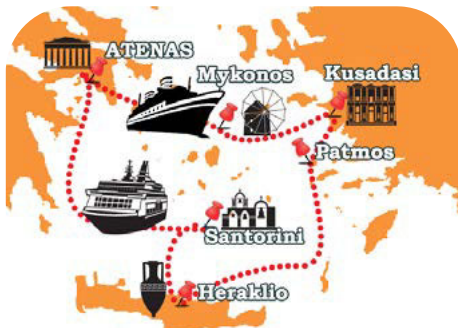 ATENAS
Mykonos
Kusadasi
Patmos
Santorini
Heraklio